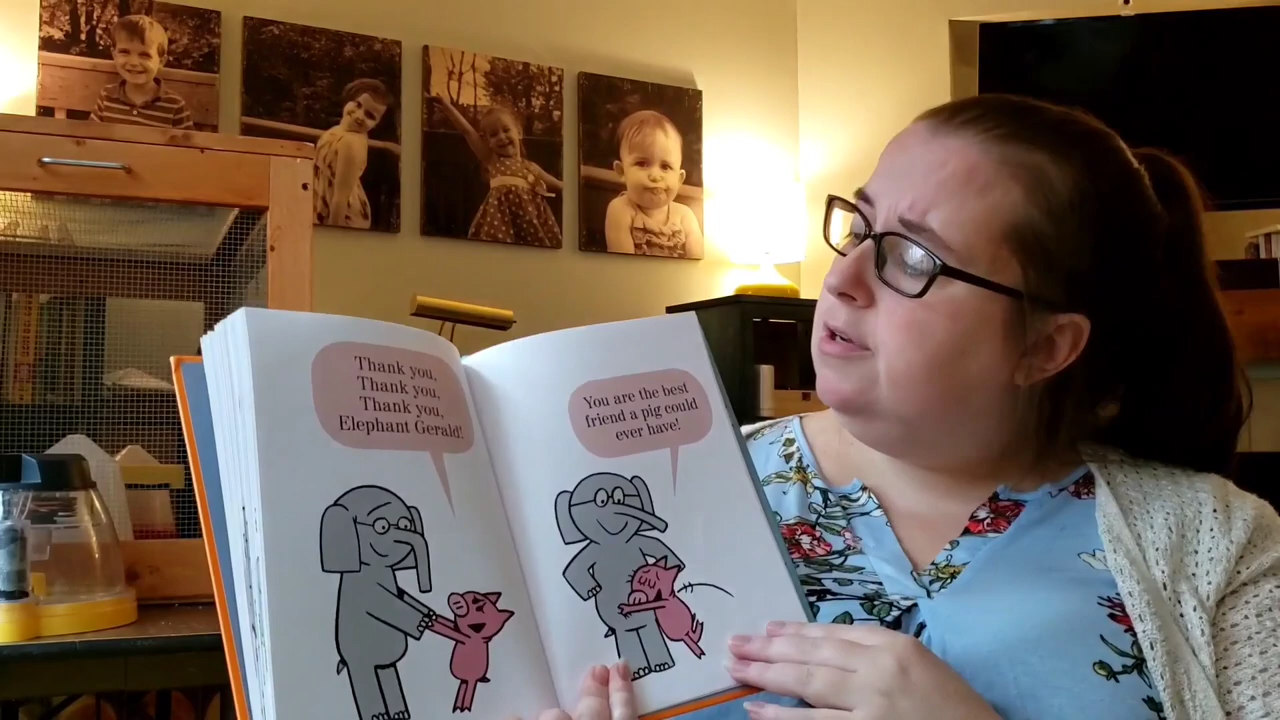 Thank you,
Thank you,
Thank you,
Elephant Gerald!
You are the best
friend a pig could
ever have!